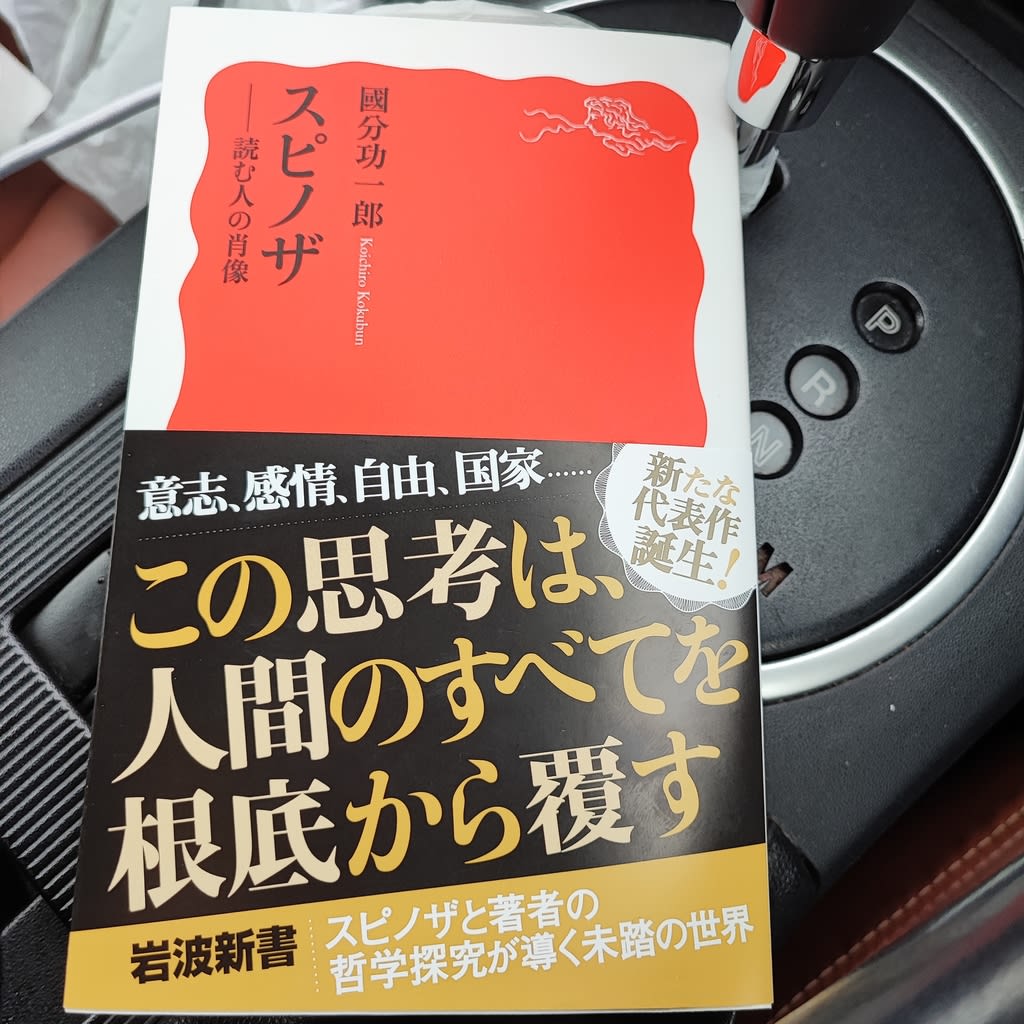 國分功一郎
Koichiro Kokubun
スピノザ
──読む人の肖像
意志、感情、自由、国家……
新たな
代表作
誕生!
この思考は、
人間のすべてを
根底から覆す
岩波新書
スピノザと著者の
哲学探究が導く未踏の世界
P
R
N
M